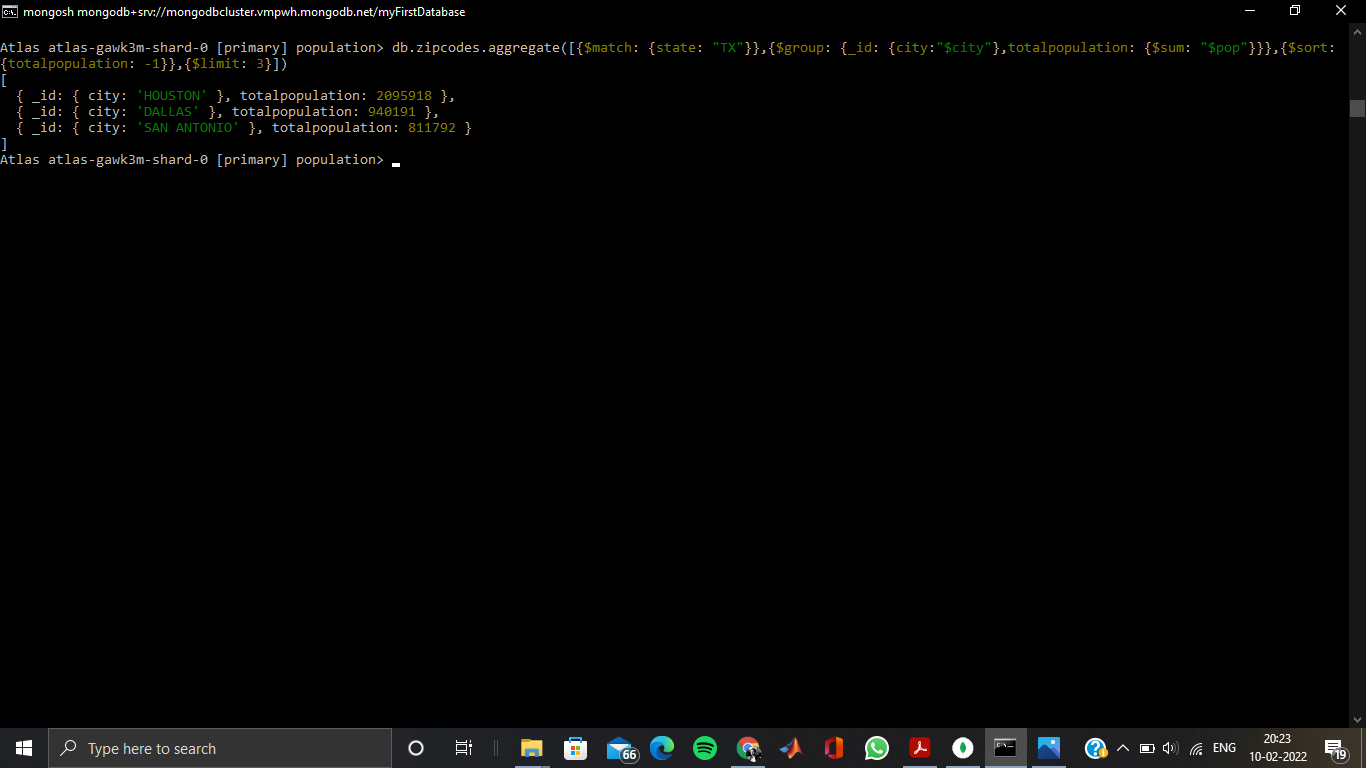 mongosh mongodb+srv://mongodbcluster.vmpwh.mongodb.net/myFirstDatabase
Atlas atlas-gawk3m-shard-0 [primary] population> db.zipcodes.aggregate([{$match: {state: "TX"}},{$group: {_id: {city:"$city"},totalpopulation: {$sum: "$pop"}}},{$sort:
{totalpopulation: -1}},{$limit: 3}])
[
  { _id: { city: 'HOUSTON' }, totalpopulation: 2095918 },
  { _id: { city: 'DALLAS' }, totalpopulation: 940191 },
  { _id: { city: 'SAN ANTONIO' }, totalpopulation: 811792 }
]
Atlas atlas-gawk3m-shard-0 [primary] population>
Type here to search
66
ENG
20:23
10-02-2022
19